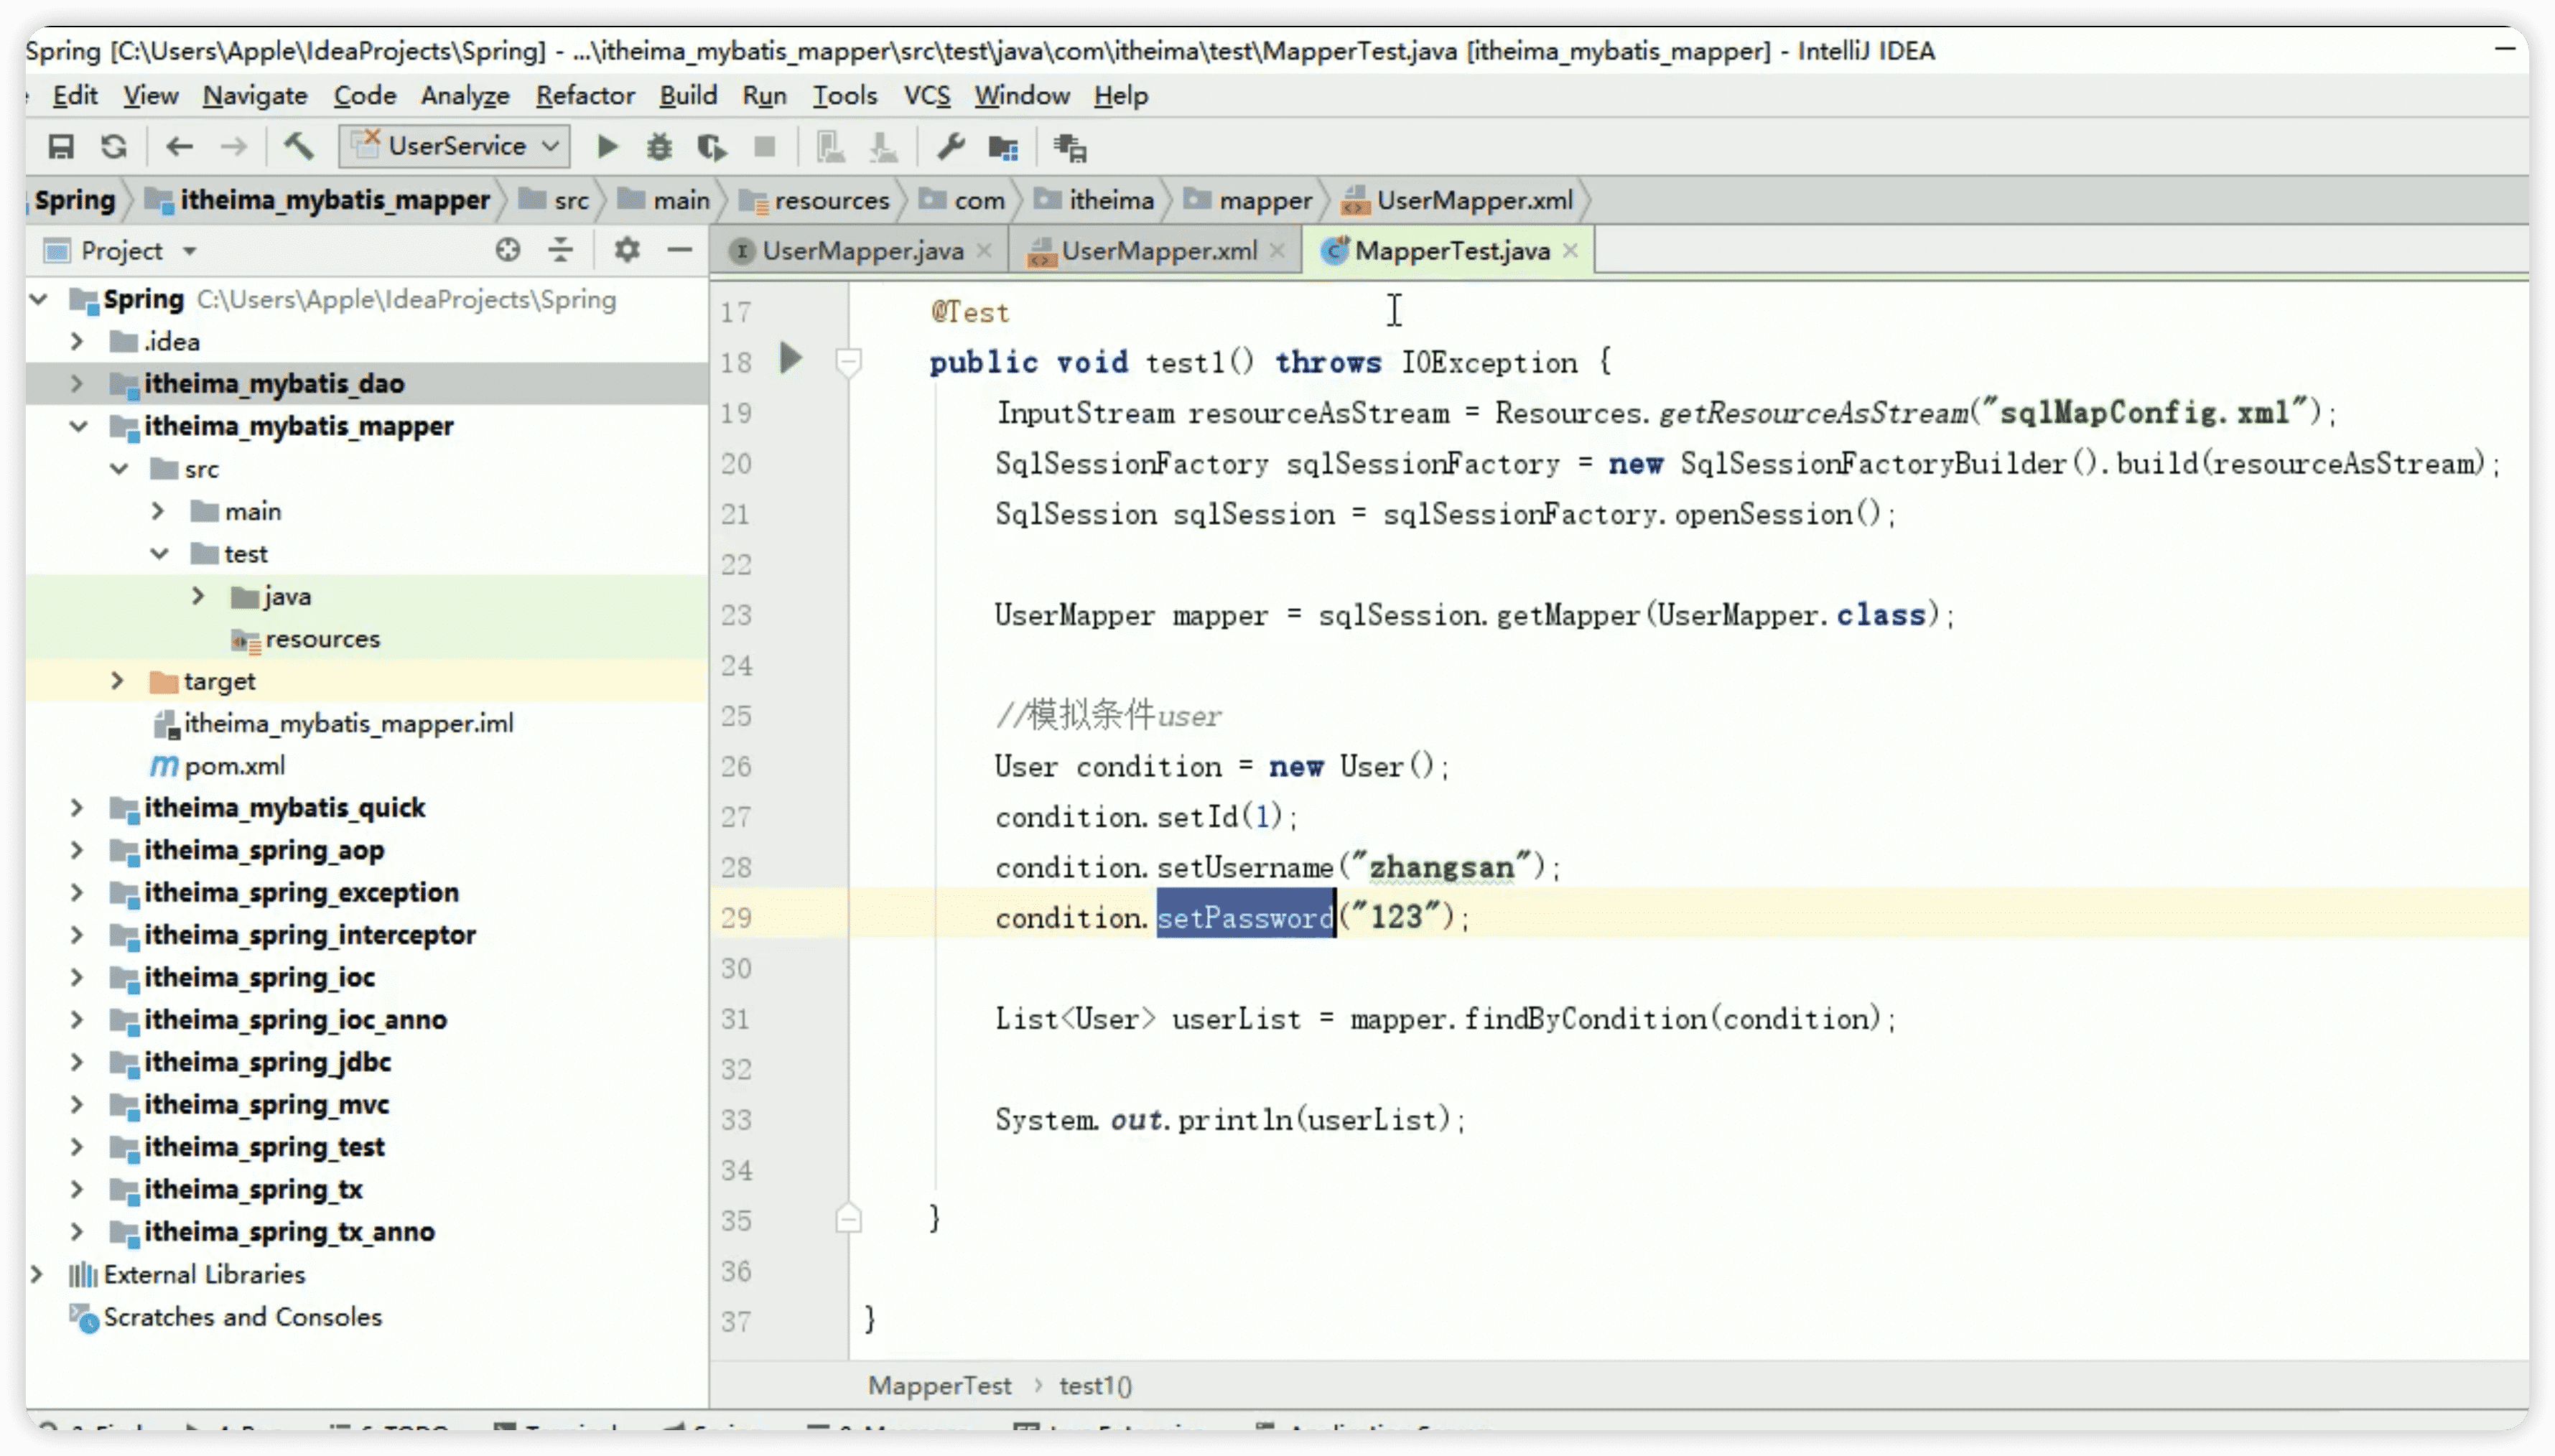 Spring [C:\Users\Apple\IdeaProjects\Spring] - ...\itheima_mybatis_mapper\src\test\java\com\itheima\test\MapperTest.java [itheima_mybatis_mapper] - IntelliJ IDEA
Edit View Navigate Code Analyze Refactor Build Run Tools VCS Window Help
UserService
Spring itheima_mybatis_mapper src main resources com itheima mapper UserMapper.xml
Project
UserMapper.java UserMapper.xml MapperTest.java
Spring C:\Users\Apple\IdeaProjects\Spring
.idea
itheima_mybatis_dao
itheima_mybatis_mapper
src
main
test
java
resources
target
itheima_mybatis_mapper.iml
pom.xml
itheima_mybatis_quick
itheima_spring_aop
itheima_spring_exception
itheima_spring_interceptor
itheima_spring_ioc
itheima_spring_ioc_anno
itheima_spring_jdbc
itheima_spring_mvc
itheima_spring_test
itheima_spring_tx
itheima_spring_tx_anno
External Libraries
Scratches and Consoles
17 @Test
18 public void test1() throws IOException {
19 InputStream resourceAsStream = Resources.getResourceAsStream("sqlMapConfig.xml");
20 SqlSessionFactory sqlSessionFactory = new SqlSessionFactoryBuilder().build(resourceAsStream);
21 SqlSession sqlSession = sqlSessionFactory.openSession();
22
23 UserMapper mapper = sqlSession.getMapper(UserMapper.class);
24
25 //模拟条件user
26 User condition = new User();
27 condition.setId(1);
28 condition.setUsername("zhangsan");
29 condition.setPassword("123");
30
31 List<User> userList = mapper.findByCondition(condition);
32
33 System.out.println(userList);
34
35 }
36
37 }
MapperTest › test1()